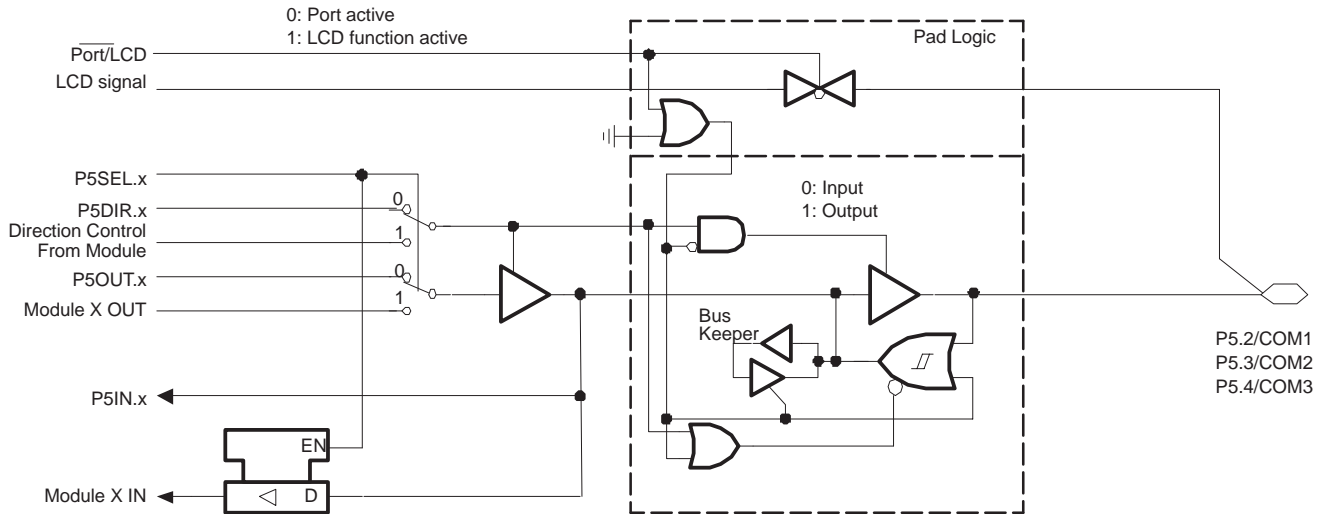 0: Port active
1: LCD function active
Pad Logic
Port/LCD
LCD signal
P5SEL.x
0
P5DIR.x
Direction Control
From Module
1
P5OUT.x
0
Module X OUT
1
0: Input
1: Output
Bus
Keeper
P5.2/COM1
P5.3/COM2
P5.4/COM3
P5IN.x
EN
Module X IN
D